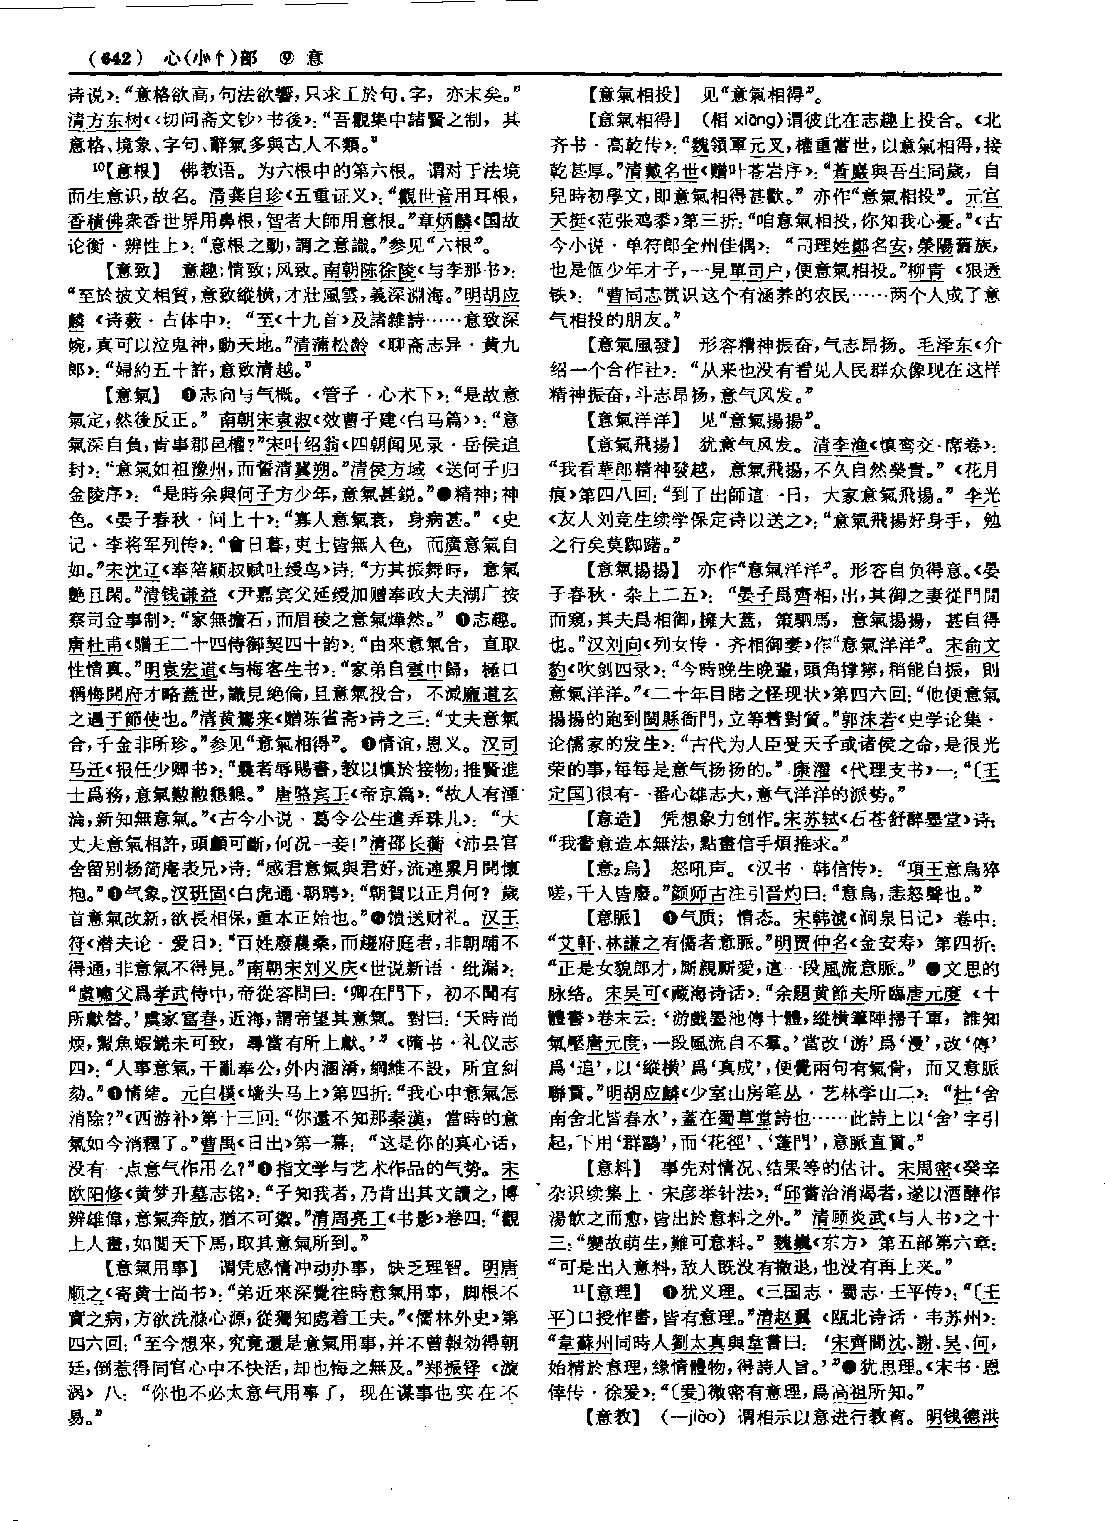 (642) 心(小忄)部 ⑨ 意
诗说》：“意格欲高，句法欲響，只求工於句、字，亦末矣。”
清方东树《〈切问斋文钞〉书後》：“吾觀集中諸賢之制，其
意格、境象、字句、辭氣多與古人不類。”
10【意根】 佛教语。为六根中的第六根。谓对于法境
而生意识，故名。清龚自珍《五重证义》：“觀世音用耳根，
香積佛衆香世界用鼻根，智者大師用意根。”章炳麟《国故
论衡·辨性上》：“意根之動，謂之意識。”参见“六根”。
【意致】 意趣；情致；风致。南朝陈徐陵《与李那书》：
“至於披文相質，意致縱横，才壯風雲，義深淵海。”明胡应
麟《诗薮·古体中》：“至《十九首》及諸雜詩……意致深
婉，真可以泣鬼神，動天地。”清蒲松龄《聊斋志异·黄九
郎》：“婦約五十許，意致清越。”
【意氣】 ❶志向与气概。《管子·心术下》：“是故意
氣定，然後反正。”南朝宋袁淑《效曹子建〈白马篇〉》：“意
氣深自負，肯事郡邑權？”宋叶绍翁《四朝闻见录·岳侯追
封》：“意氣如祖豫州，而誓清冀朔。”清侯方域《送何子归
金陵序》：“是時余與何子方少年，意氣甚鋭。”❷精神；神
色。《晏子春秋·问上十》：“寡人意氣衰，身病甚。”《史
记·李将军列传》：“會日暮，吏士皆無人色，而廣意氣自
如。”宋沈辽《奉陪颖叔赋吐绶鸟》诗：“方其振舞時，意氣
艷且閑。”清钱谦益《尹嘉宾父延绶加赠奉政大夫湖广按
察司佥事制》：“家無擔石，而眉稜之意氣燁然。”❸志趣。
唐杜甫《赠王二十四侍御契四十韵》：“由來意氣合，直取
性情真。”明袁宏道《与梅客生书》：“家弟自雲中歸，極口
稱梅開府才略蓋世，識見絶倫，且意氣投合，不減龐道玄
之遇于節使也。”清黄鷟来《赠陈省斋》诗之三：“丈夫意氣
合，千金非所珍。”参见“意氣相得”。❹情谊，恩义。汉司
马迁《报任少卿书》：“曩者辱賜書，教以慎於接物，推賢進
士爲務，意氣懃懃懇懇。”唐骆宾王《帝京篇》：“故人有湮
淪，新知無意氣。”《古今小说·葛令公生遣弄珠儿》：“大
丈夫意氣相許，頭顱可斷，何况一妾！”清邵长蘅《沛县官
舍留别杨简庵表兄》诗：“感君意氣與君好，流連累月開懷
抱。”❺气象。汉班固《白虎通·朝聘》：“朝賀以正月何？歲
首意氣改新，欲長相保，重本正始也。”❻馈送财礼。汉王
符《潜夫论·爱日》：“百姓廢農桑，而趨府庭者，非朝晡不
得通，非意氣不得見。”南朝宋刘义庆《世说新语·纰漏》：
“虞嘯父爲孝武侍中，帝從容問曰：‘卿在門下，初不聞有
所獻替。’虞家富春，近海，謂帝望其意氣。對曰：‘天時尚
煗，鮆魚蝦䱥未可致，尋當有所上獻。’”《隋书·礼仪志
四》：“人事意氣，干亂奉公，外内溷淆，綱維不設，所宜糾
劾。”❼情绪。元白樸《墙头马上》第四折：“我心中意氣怎
消除？”《西游补》第十三回：“你還不知那秦漢，當時的意
氣如今消釋了。”曹禺《日出》第一幕：“这是你的真心话，
没有一点意气作用么？”❽指文学与艺术作品的气势。宋
欧阳修《黄梦升墓志铭》：“子知我者，乃肯出其文讀之，博
辨雄偉，意氣奔放，猶不可禦。”清周亮工《书影》卷四：“觀
上人畫，如閲天下馬，取其意氣所到。”
【意氣用事】 谓凭感情冲动办事，缺乏理智。明唐
顺之《寄黄士尚书》：“弟近來深覺往時意氣用事，脚根不
實之病，方欲洗滌心源，從獨知處着工夫。”《儒林外史》第
四六回：“至今想來，究竟還是意氣用事，并不曾報効得朝
廷，倒惹得同官心中不快活，却也悔之無及。”郑振铎《漩
涡》八：“你也不必太意气用事了，现在谋事也实在不
易。”
【意氣相投】 见“意氣相得”。
【意氣相得】 （相 xiāng）谓彼此在志趣上投合。《北
齐书·高乾传》：“魏領軍元叉，權重當世，以意氣相得，接
乾甚厚。”清戴名世《赠叶苍岩序》：“蒼巖與吾生同歲，自
兒時初學文，即意氣相得甚歡。”亦作“意氣相投”。元宫
天挺《范张鸡黍》第三折：“咱意氣相投，你知我心憂。”《古
今小说·单符郎全州佳偶》：“司理姓鄭名安，滎陽舊族，
也是個少年才子，一見單司户，便意氣相投。”柳青《狠透
铁》：“曹同志赏识这个有涵养的农民……两个人成了意
气相投的朋友。”
【意氣風發】 形容精神振奋，气志昂扬。毛泽东《介
绍一个合作社》：“从来也没有看见人民群众像现在这样
精神振奋，斗志昂扬，意气风发。”
【意氣洋洋】 见“意氣揚揚”。
【意氣飛揚】 犹意气风发。清李渔《慎鸾交·席卷》：
“我看華郎精神發越，意氣飛揚，不久自然榮貴。”《花月
痕》第四八回：“到了出師這一日，大家意氣飛揚。”李光
《友人刘竞生续学保定诗以送之》：“意氣飛揚好身手，勉
之行矣莫踟躇。”
【意氣揚揚】 亦作“意氣洋洋”。形容自负得意。《晏
子春秋·杂上二五》：“晏子爲齊相，出，其御之妻從門閒
而窺，其夫爲相御，擁大蓋，策駟馬，意氣揚揚，甚自得
也。”汉刘向《列女传·齐相御妻》作“意氣洋洋”。宋俞文
豹《吹剑四录》：“今時晚生晚輩，頭角獐獰，稍能自振，則
意氣洋洋。”《二十年目睹之怪现状》第四六回：“他便意氣
揚揚的跑到閩縣衙門，立等着對質。”郭沫若《史学论集·
论儒家的发生》：“古代为人臣受天子或诸侯之命，是很光
荣的事，每每是意气扬扬的。”康濯《代理支书》一：“〔王
定国〕很有一番心雄志大，意气洋洋的派势。”
【意造】 凭想象力创作。宋苏轼《石苍舒醉墨堂》诗：
“我書意造本無法，點畫信手煩推求。”
【意2烏】 怒吼声。《汉书·韩信传》：“項王意烏猝
嗟，千人皆廢。”颜师古注引晋灼曰：“意烏，恚怒聲也。”
【意脈】 ❶气质；情态。宋韩淲《涧泉日记》卷中：
“艾軒、林謙之有儒者意脈。”明贾仲名《金安寿》第四折：
“正是女貌郎才，厮親厮愛，這一段風流意脈。”❷文思的
脉络。宋吴可《藏海诗话》：“余題黄節夫所臨唐元度《十
體書》卷末云：‘游戲墨池傳十體，縱橫筆陣掃千軍，誰知
氣壓唐元度，一段風流自不羣。’當改‘游’爲‘漫’，改‘傳’
爲‘追’，以‘縱橫’爲‘真成’，便覺兩句有氣骨，而又意脈
聯貫。”明胡应麟《少室山房笔丛·艺林学山二》：“杜‘舍
南舍北皆春水’，蓋在蜀草堂詩也……此詩上以‘舍’字引
起，下用‘群鷗’，而‘花徑’、‘蓬門’，意脈直貫。”
【意料】 事先对情况、结果等的估计。宋周密《癸辛
杂识续集上·宋彦举针法》：“邱嘗治消渴者，遂以酒醪作
湯飲之而愈，皆出於意料之外。”清顾炎武《与人书》之十
三：“變故萌生，難可意料。”魏巍《东方》第五部第六章：
“可是出人意料，敌人既没有撤退，也没有再上来。”
11【意理】 ❶犹义理。《三国志·蜀志·王平传》：“〔王
平〕口授作書，皆有意理。”清赵翼《瓯北诗话·韦苏州》：
“韋蘇州同時人劉太真與韋書曰：‘宋齊間沈、謝、吴、何，
始精於意理，緣情體物，得詩人旨。’”❷犹思理。《宋书·恩
倖传·徐爰》：“〔爰〕微密有意理，爲高祖所知。”
【意教】 （—jiào）谓相示以意进行教育。明钱德洪